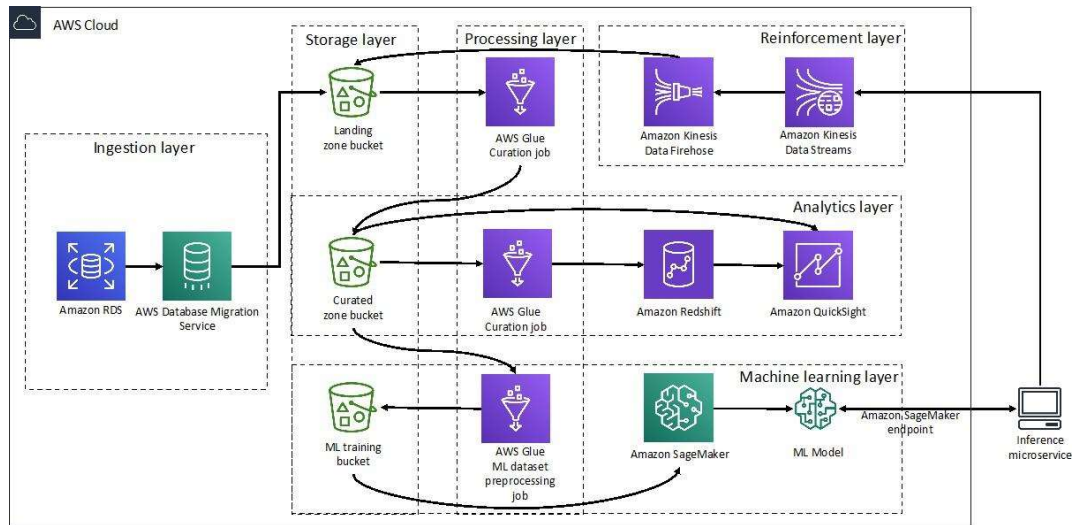 AWS Cloud
Storage layer
Processing layer
Reinforcement layer
Landing
zone bucket
AWS Glue
Curation job
Amazon Kinesis
Data Firehose
Amazon Kinesis
Data Streams
Ingestion layer
Analytics layer
Amazon RDS
AWS Database Migration
Service
Curated
zone bucket
AWS Glue
Curation job
Amazon Redshift
Amazon QuickSight
Machine learning layer
ML training
bucket
AWS Glue
ML dataset
preprocessing
job
Amazon SageMaker
ML Model
Amazon SageMaker
endpoint
Inference
microservice